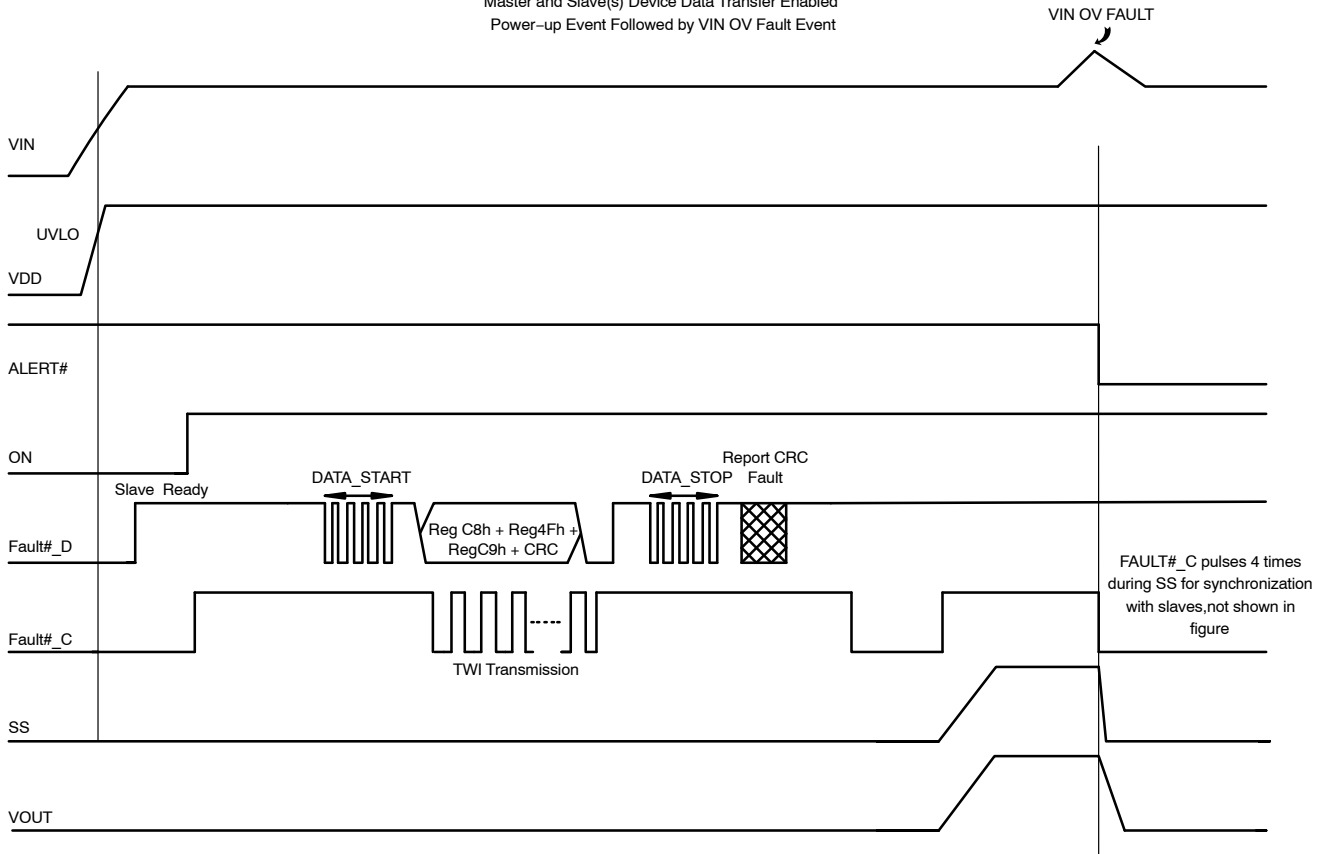 Master and Slave(s) Device Data Transfer Enabled
Power-up Event Followed by VIN OV Fault Event
VIN OV FAULT
VIN
UVLO
VDD
ALERT#
ON
Slave Ready
DATA_START
DATA_STOP
Report CRC
Fault
Fault#_D
Reg C8h + Reg4Fh +
RegC9h + CRC
FAULT#_C pulses 4 times
during SS for synchronization
with slaves,not shown in
figure
Fault#_C
TWI Transmission
SS
VOUT